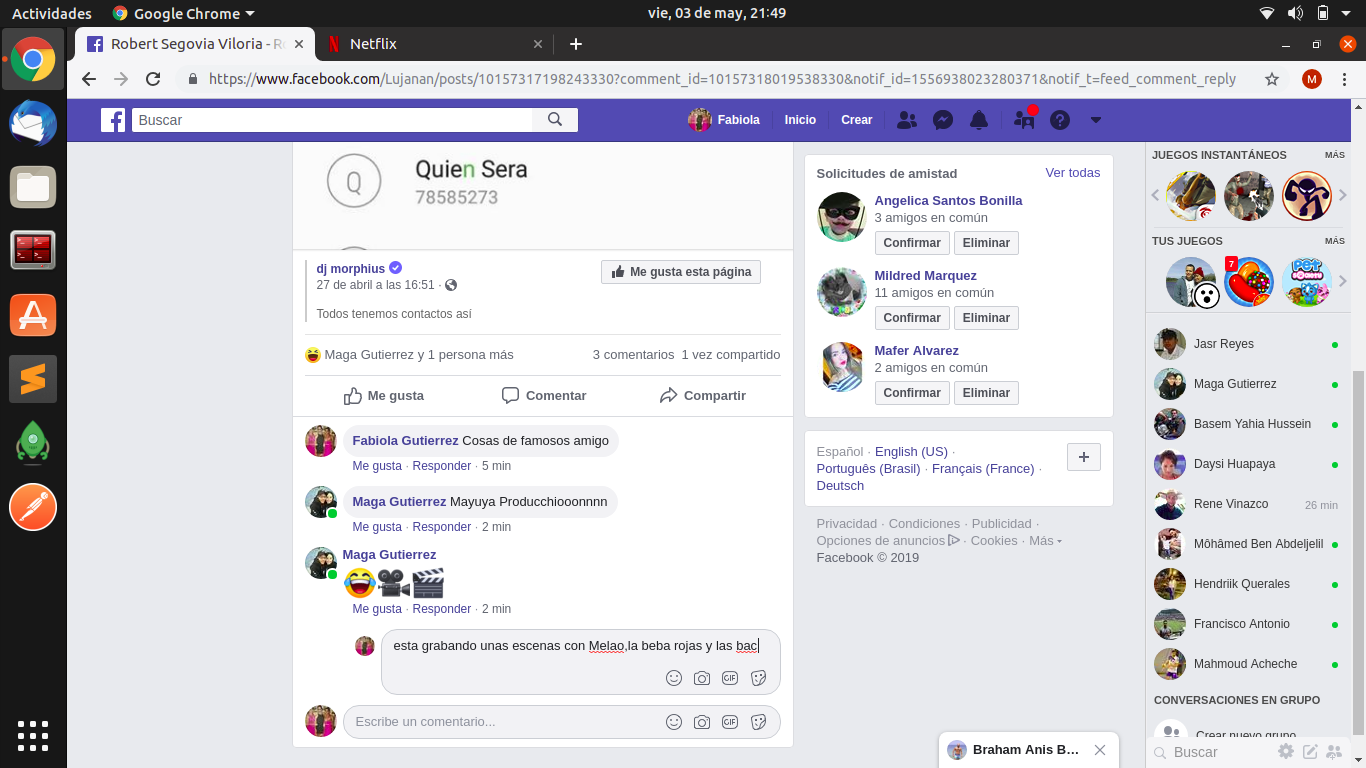 Actividades
Google Chrome
vie, 03 de may, 21:49
Robert Segovia Viloria - Ro
Netflix
https://www.facebook.com/Lujanan/posts/10157317198243330?comment_id=10157318019538330&notif_id=1556938023280371&notif_t=feed_comment_reply
M
Buscar
Fabiola
Inicio
Crear
Q
Quien Sera
78585273
dj morphius
27 de abril a las 16:51 ·
Me gusta esta página
Todos tenemos contactos así
Maga Gutierrez y 1 persona más
3 comentarios 1 vez compartido
Me gusta
Comentar
Compartir
Fabiola Gutierrez Cosas de famosos amigo
Me gusta · Responder · 5 min
Maga Gutierrez Mayuya Producchiooonnnn
Me gusta · Responder · 2 min
Maga Gutierrez
Me gusta · Responder · 2 min
esta grabando unas escenas con Melao,la beba rojas y las bac
GIF
Escribe un comentario...
GIF
Solicitudes de amistad
Ver todas
Angelica Santos Bonilla
3 amigos en común
Confirmar
Eliminar
Mildred Marquez
11 amigos en común
Confirmar
Eliminar
Mafer Alvarez
2 amigos en común
Confirmar
Eliminar
Español · English (US) ·
Português (Brasil) · Français (France) ·
Deutsch
Privacidad · Condiciones · Publicidad ·
Opciones de anuncios · Cookies · Más
Facebook © 2019
JUEGOS INSTANTÁNEOS
MÁS
TUS JUEGOS
MÁS
7
PET
SOCIETY
Jasr Reyes
Maga Gutierrez
Basem Yahia Hussein
Daysi Huapaya
Rene Vinazco
26 min
Môhâmed Ben Abdeljelil
Hendriik Querales
Francisco Antonio
Mahmoud Acheche
CONVERSACIONES EN GRUPO
Crear nuevo grupo
Buscar
Braham Anis B...